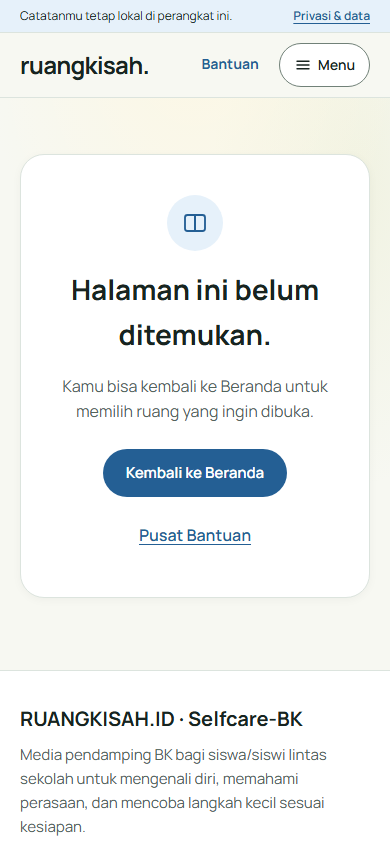 Catatanmu tetap lokal di perangkat ini. Privasi & data
ruangkisah. Bantuan Menu
Halaman ini belum
ditemukan.
Kamu bisa kembali ke Beranda untuk
memilih ruang yang ingin dibuka.
Kembali ke Beranda
Pusat Bantuan
RUANGKISAH.ID · Selfcare-BK
Media pendamping BK bagi siswa/siswi lintas
sekolah untuk mengenali diri, memahami
perasaan, dan mencoba langkah kecil sesuai
kesiapan.